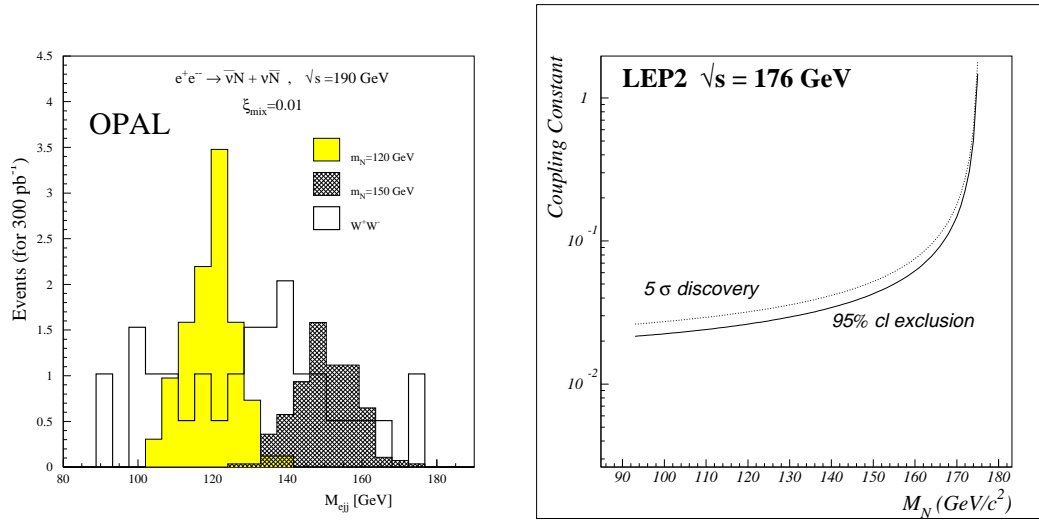 e⁺e⁻ → ν̄N + νN̄ , √s =190 GeV
ξmix=0.01
OPAL
mN=120 GeV
mN=150 GeV
W⁺W⁻
Events (for 300 pb⁻¹)
4.5
4
3.5
3
2.5
2
1.5
1
0.5
0
80 100 120 140 160 180
Mejj [GeV]
LEP2 √s = 176 GeV
Coupling Constant
1
10⁻¹
10⁻²
5 σ discovery
95% cl exclusion
90 100 110 120 130 140 150 160 170 180
M_N (GeV/c²)